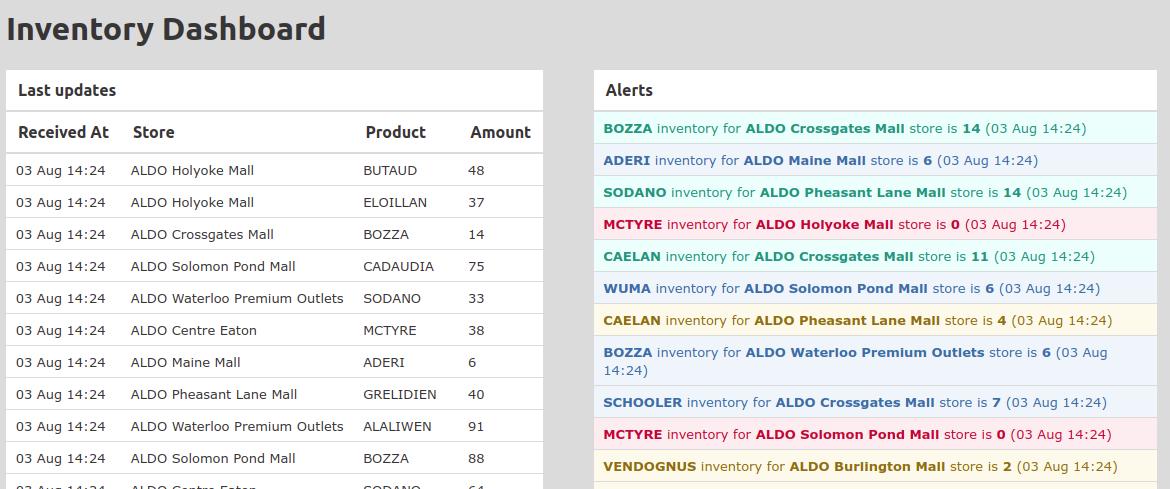 Inventory Dashboard
Last updates
Received At Store Product Amount
03 Aug 14:24 ALDO Holyoke Mall BUTAUD 48
03 Aug 14:24 ALDO Holyoke Mall ELOILLAN 37
03 Aug 14:24 ALDO Crossgates Mall BOZZA 14
03 Aug 14:24 ALDO Solomon Pond Mall CADAUDIA 75
03 Aug 14:24 ALDO Waterloo Premium Outlets SODANO 33
03 Aug 14:24 ALDO Centre Eaton MCTYRE 38
03 Aug 14:24 ALDO Maine Mall ADERI 6
03 Aug 14:24 ALDO Pheasant Lane Mall GRELIDIEN 40
03 Aug 14:24 ALDO Waterloo Premium Outlets ALALIWEN 91
03 Aug 14:24 ALDO Solomon Pond Mall BOZZA 88
Alerts
BOZZA inventory for ALDO Crossgates Mall store is 14 (03 Aug 14:24)
ADERI inventory for ALDO Maine Mall store is 6 (03 Aug 14:24)
SODANO inventory for ALDO Pheasant Lane Mall store is 14 (03 Aug 14:24)
MCTYRE inventory for ALDO Holyoke Mall store is 0 (03 Aug 14:24)
CAELAN inventory for ALDO Crossgates Mall store is 11 (03 Aug 14:24)
WUMA inventory for ALDO Solomon Pond Mall store is 6 (03 Aug 14:24)
CAELAN inventory for ALDO Pheasant Lane Mall store is 4 (03 Aug 14:24)
BOZZA inventory for ALDO Waterloo Premium Outlets store is 6 (03 Aug
14:24)
SCHOOLER inventory for ALDO Crossgates Mall store is 7 (03 Aug 14:24)
MCTYRE inventory for ALDO Solomon Pond Mall store is 0 (03 Aug 14:24)
VENDOGNUS inventory for ALDO Burlington Mall store is 2 (03 Aug 14:24)